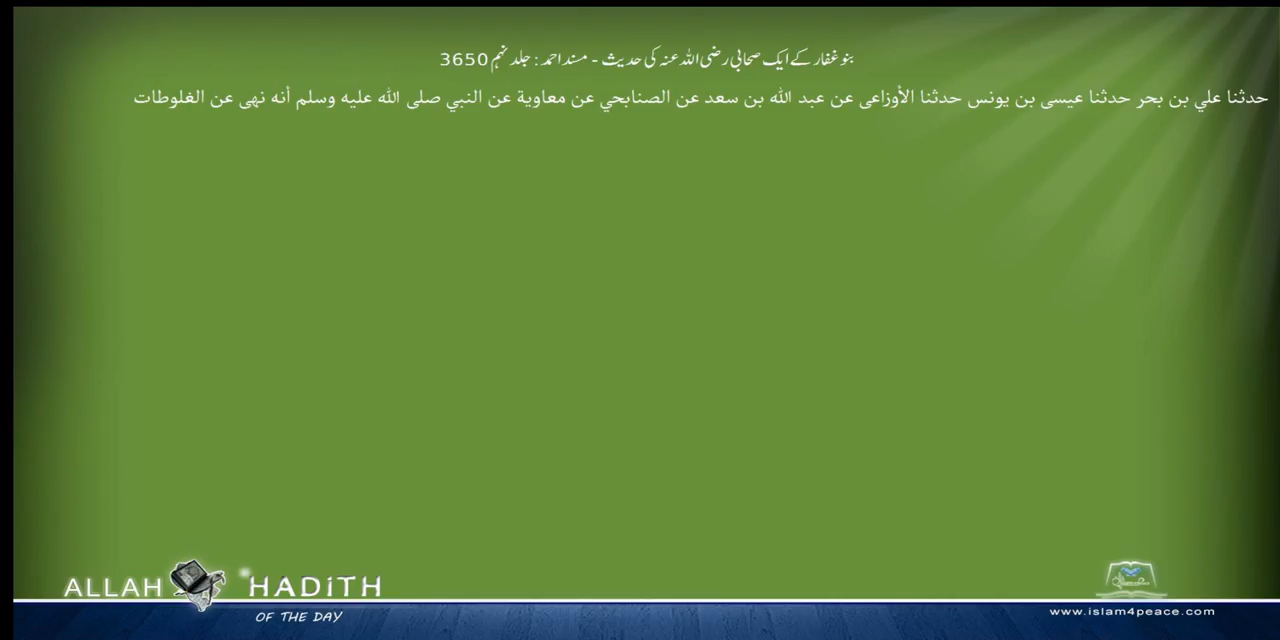 بنو غفار کے ایک صحابی رضی اللہ عنہ کی حدیث - مسند احمد : جلد نہم 3650
حدثنا علي بن بحر حدثنا عيسى بن يونس حدثنا الأوزاعى عن عبد الله بن سعد عن الصنابحي عن معاوية عن النبي صلى الله عليه وسلم أنه نهى عن الغلوطات
ALLAH HADITH
OF THE DAY
www.islam4peace.com